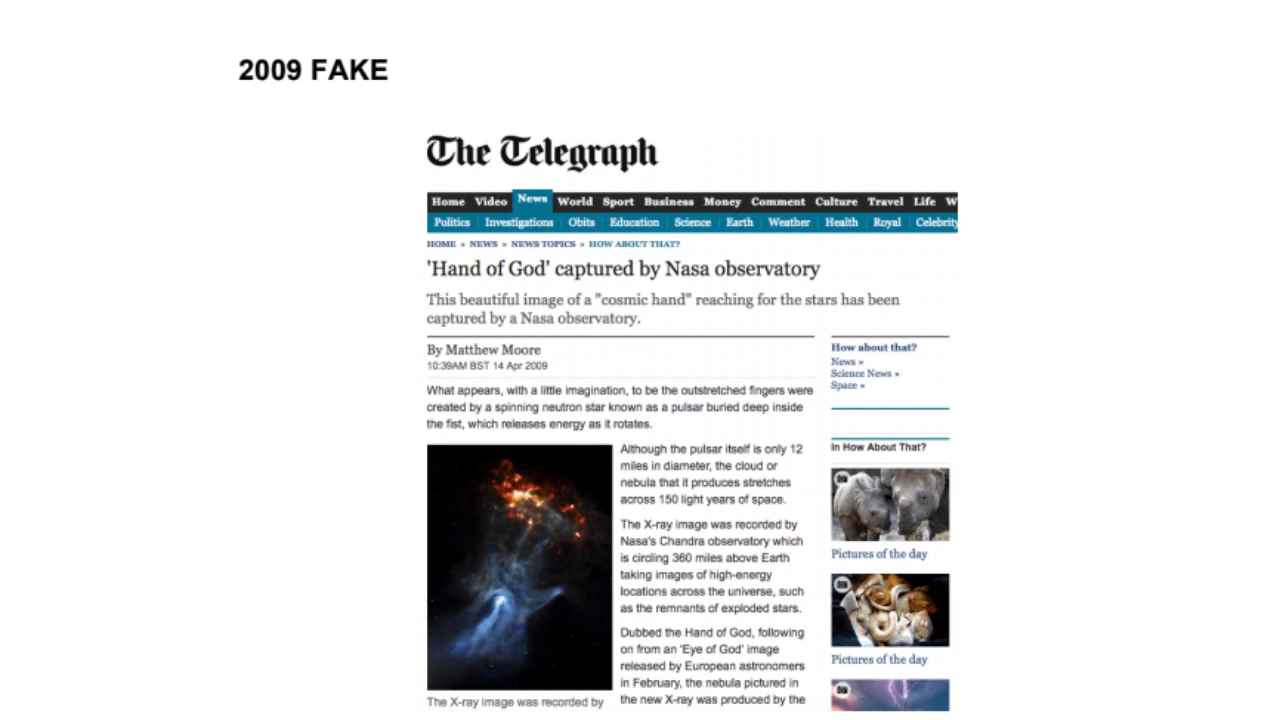 2009 FAKE
The Telegraph
Home Video News World Sport Business Money Comment Culture Travel Life W
Politics Investigations Obits Education Science Earth Weather Health Royal Celebrity
HOME » NEWS » NEWS TOPICS » HOW ABOUT THAT?
'Hand of God' captured by Nasa observatory
This beautiful image of a "cosmic hand" reaching for the stars has been
captured by a Nasa observatory.
By Matthew Moore
10:39AM BST 14 Apr 2009
What appears, with a little imagination, to be the outstretched fingers were
created by a spinning neutron star known as a pulsar buried deep inside
the fist, which releases energy as it rotates.
Although the pulsar itself is only 12
miles in diameter, the cloud or
nebula that it produces stretches
across 150 light years of space.
The X-ray image was recorded by
Nasa's Chandra observatory which
is circling 360 miles above Earth
taking images of high-energy
locations across the universe, such
as the remnants of exploded stars.
Dubbed the Hand of God, following
on from an 'Eye of God' image
released by European astronomers
in February, the nebula pictured in
the new X-ray was produced by the
The X-ray image was recorded by
How about that?
News »
Science News »
Space »
In How About That?
Pictures of the day
Pictures of the day